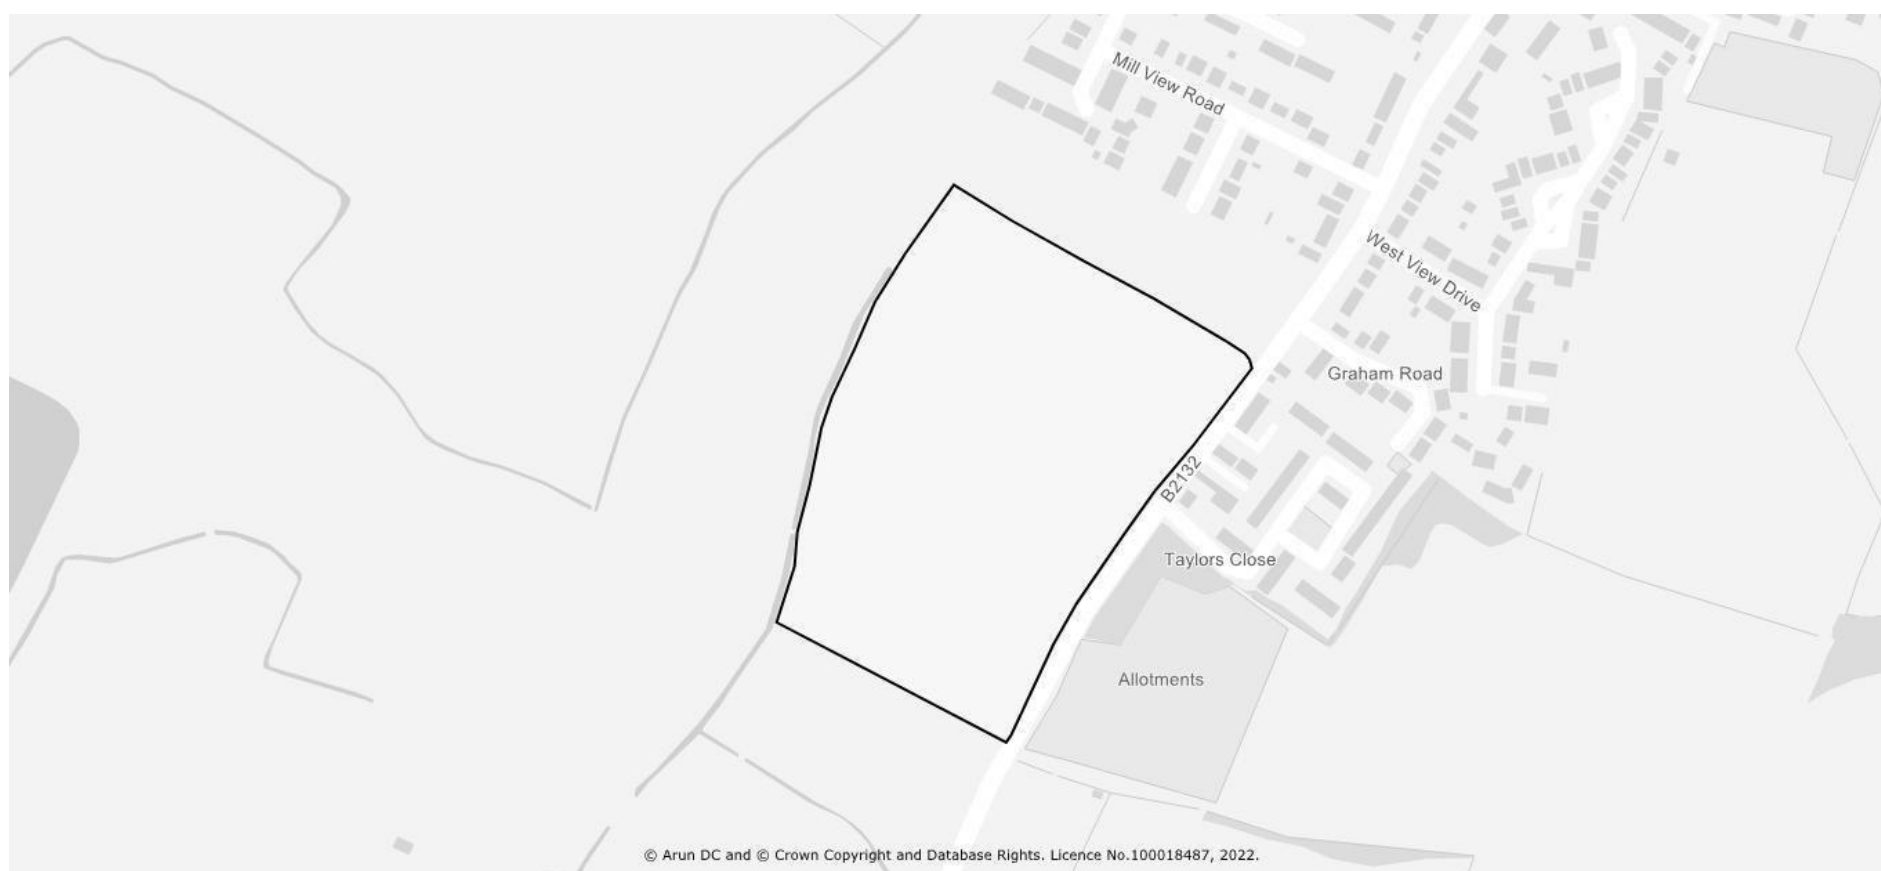 Mill View Road
West View Drive
Graham Road
B2132
Taylors Close
Allotments
© Arun DC and © Crown Copyright and Database Rights. Licence No.100018487, 2022.